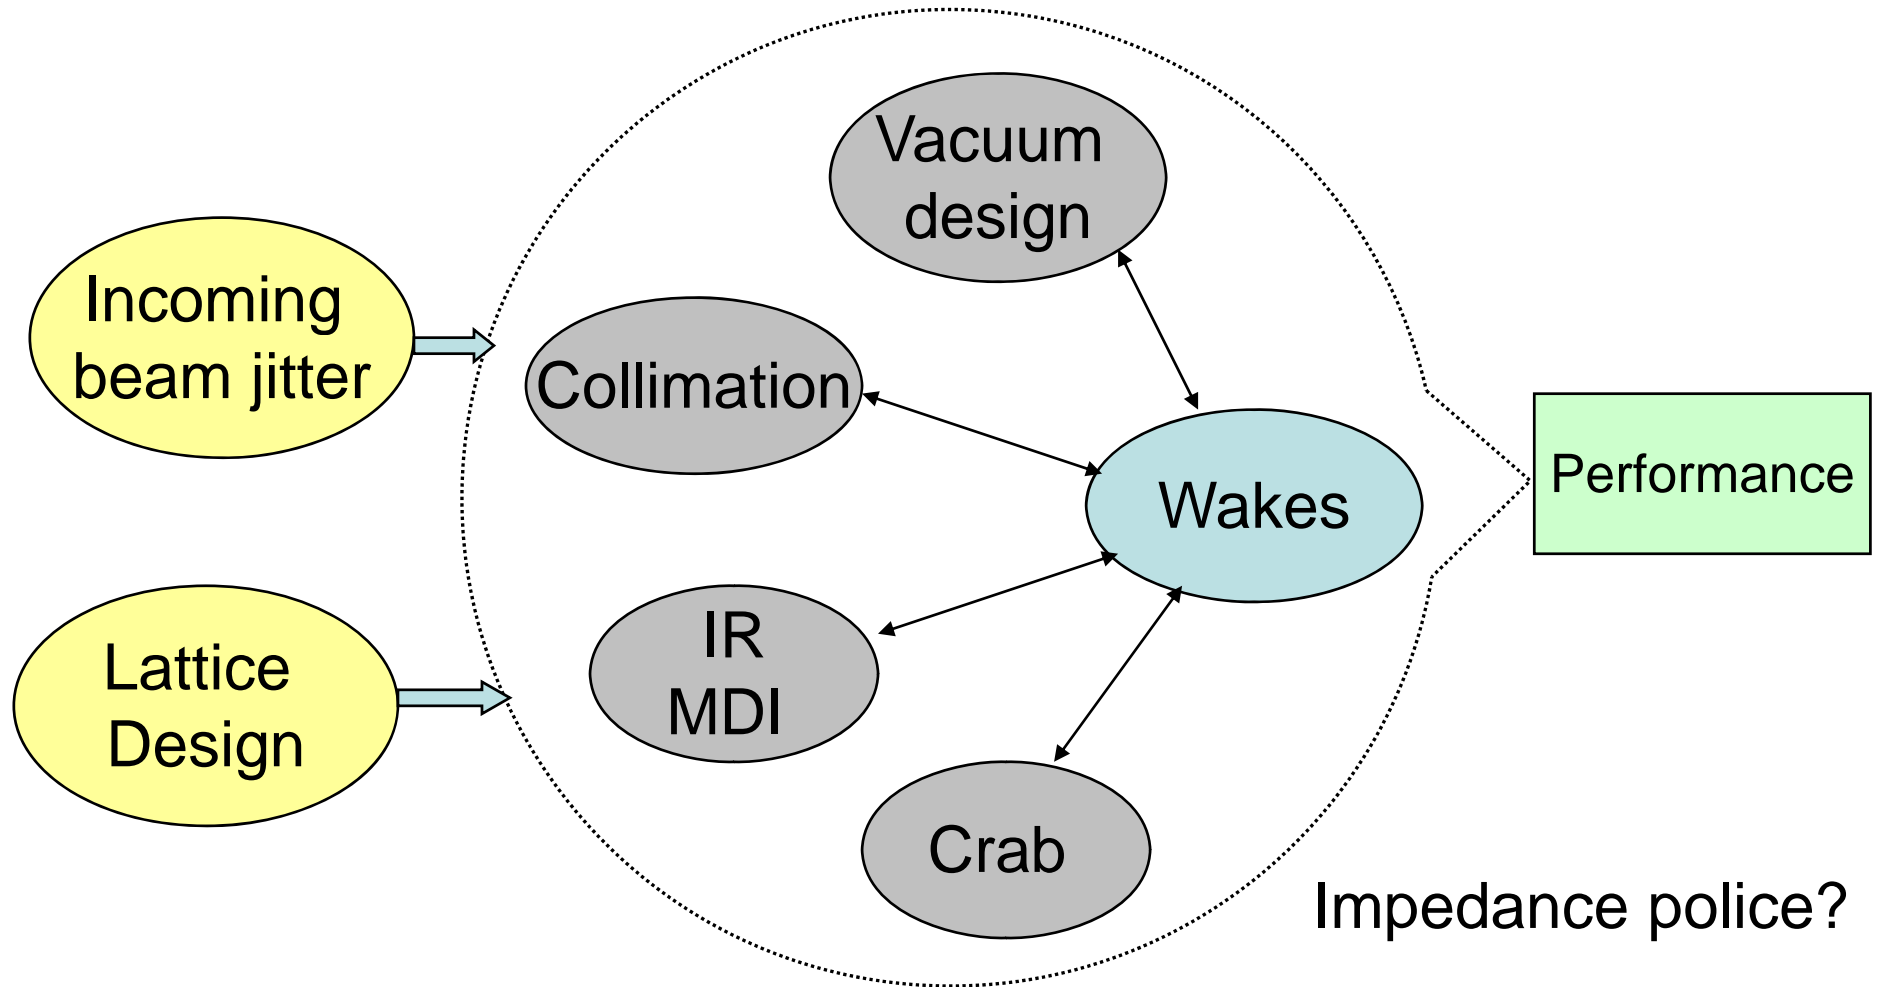 Vacuum
design
Incoming
beam jitter
Collimation
Performance
Wakes
IR
MDI
Lattice
Design
Crab
Impedance police?